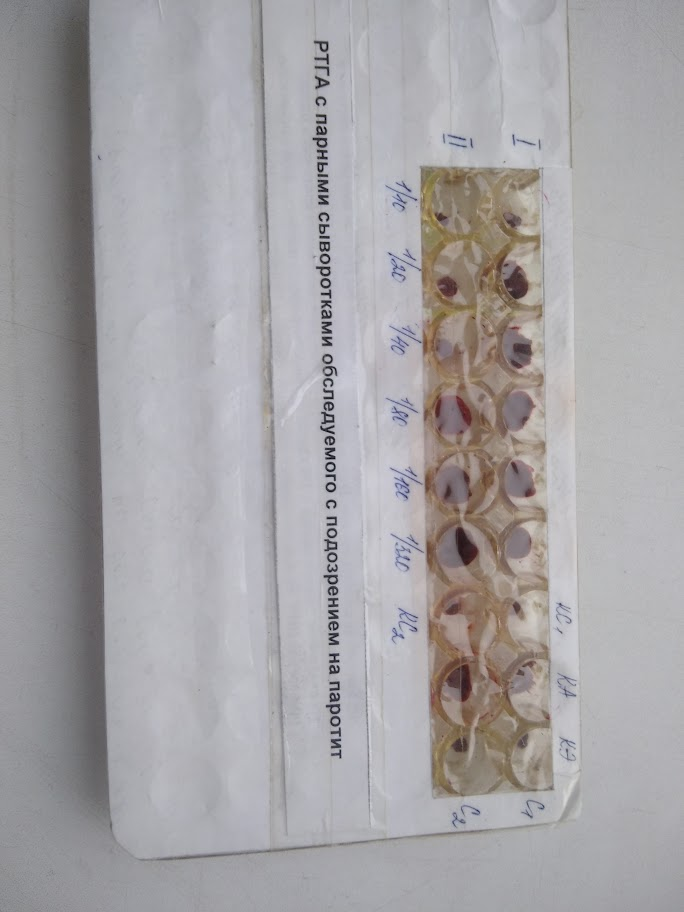 КС₁ КА КЭ
I С₁
II С₂
1/10 1/20 1/40 1/80 1/160 1/320 КС₂
РТГА с парными сыворотками обследуемого с подозрением на паротит